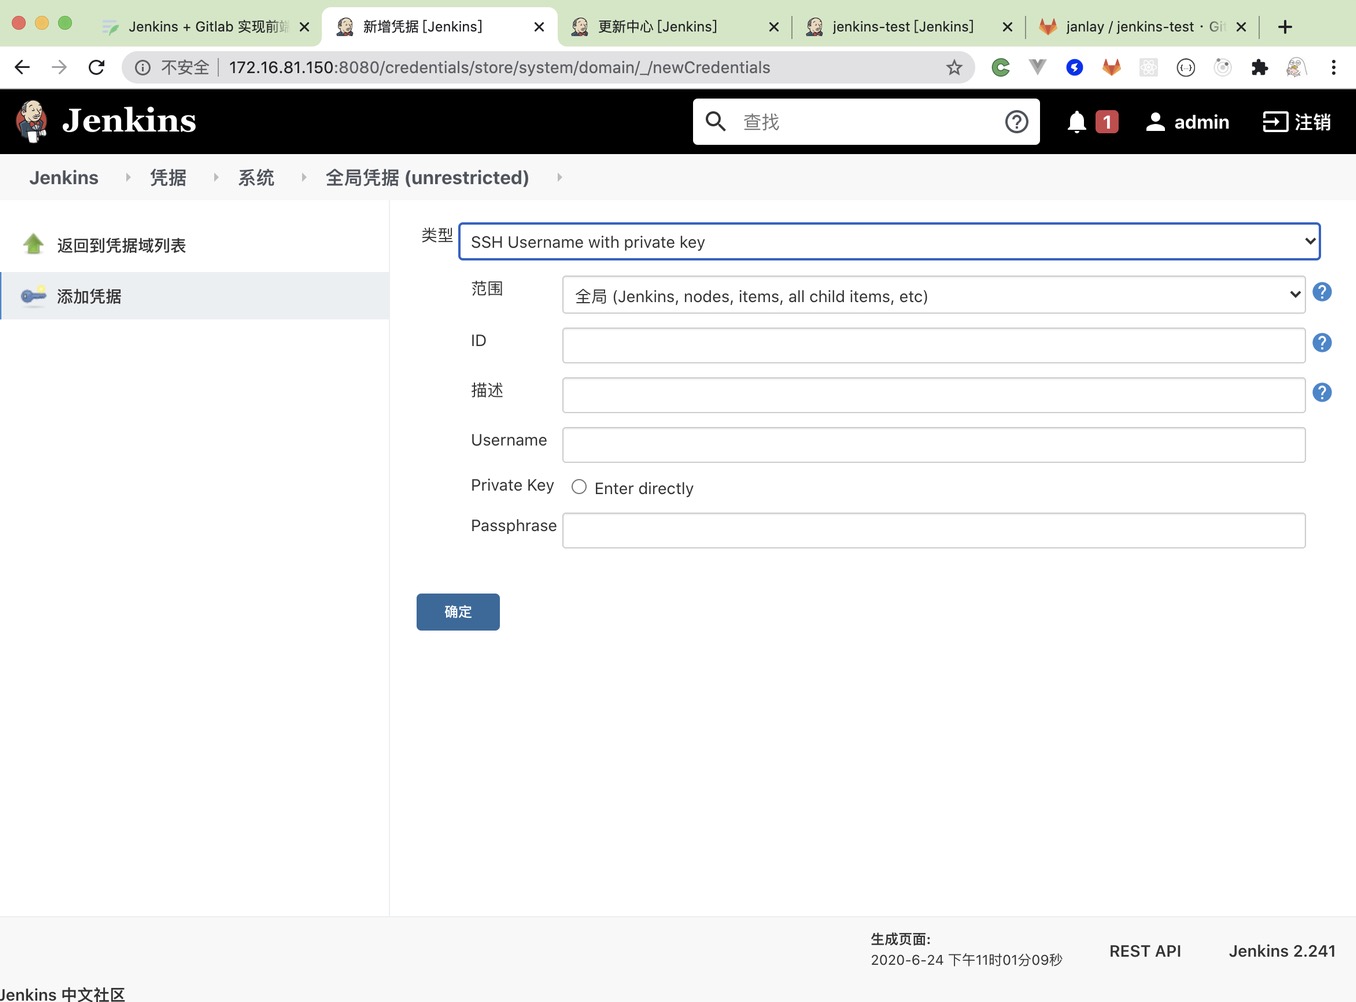 Jenkins + Gitlab 实现前端
新增凭据 [Jenkins]
更新中心 [Jenkins]
jenkins-test [Jenkins]
janlay / jenkins-test · Git
不安全
172.16.81.150:8080/credentials/store/system/domain/_/newCredentials
Jenkins
查找
1
admin
注销
Jenkins
凭据
系统
全局凭据 (unrestricted)
返回到凭据域列表
添加凭据
类型
SSH Username with private key
范围
全局 (Jenkins, nodes, items, all child items, etc)
ID
描述
Username
Private Key
Enter directly
Passphrase
确定
生成页面:
2020-6-24 下午11时01分09秒
REST API
Jenkins 2.241
Jenkins 中文社区